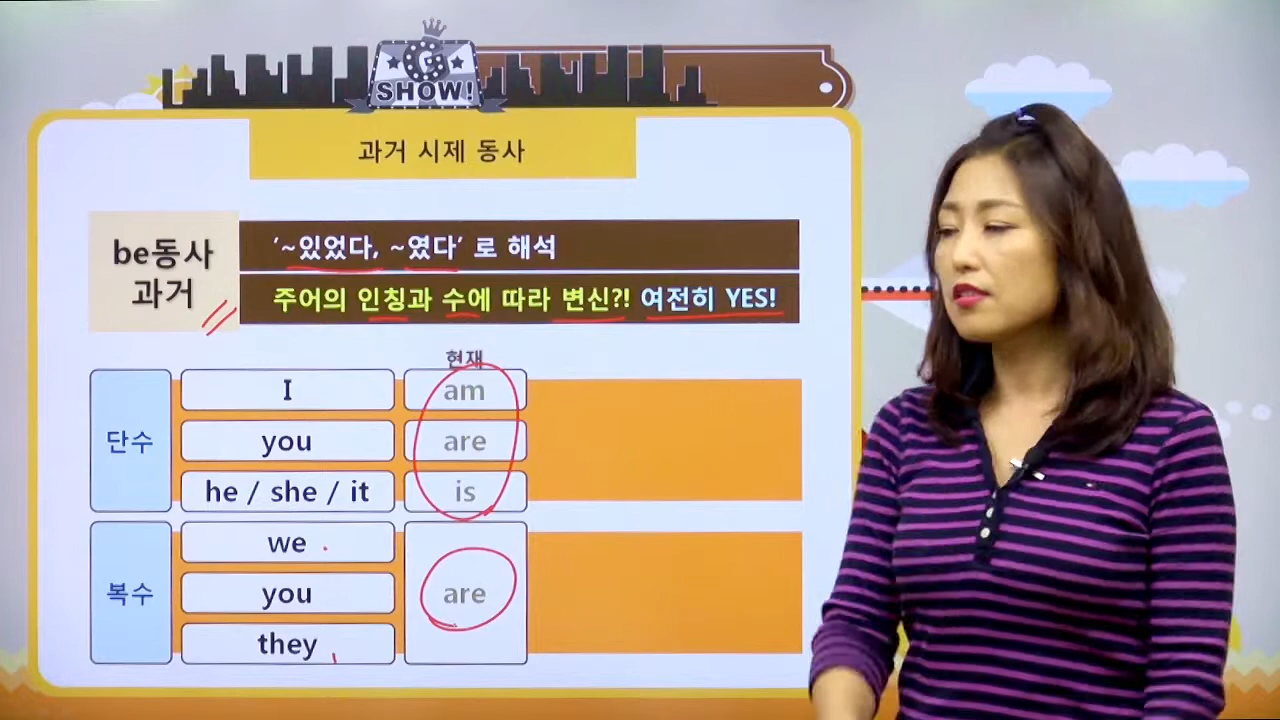 G
SHOW!
과거 시제 동사
be동사
과거
‘~있었다, ~였다’ 로 해석
주어의 인칭과 수에 따라 변신?! 여전히 YES!
현재
단수
I
am
you
are
he / she / it
is
복수
we
you
are
they